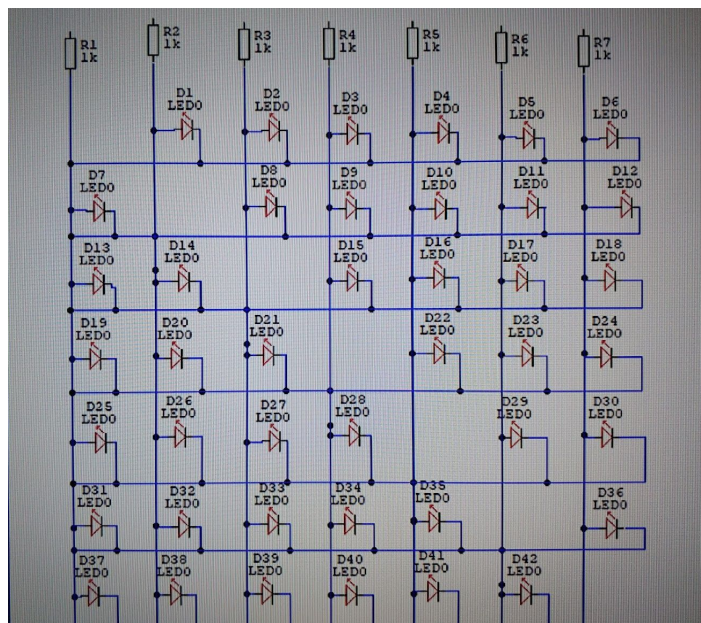 R1
1k
R2
1k
R3
1k
R4
1k
R5
1k
R6
1k
R7
1k
D1
LED0
D2
LED0
D3
LED0
D4
LED0
D5
LED0
D6
LED0
D7
LED0
D8
LED0
D9
LED0
D10
LED0
D11
LED0
D12
LED0
D13
LED0
D14
LED0
D15
LED0
D16
LED0
D17
LED0
D18
LED0
D19
LED0
D20
LED0
D21
LED0
D22
LED0
D23
LED0
D24
LED0
D25
LED0
D26
LED0
D27
LED0
D28
LED0
D29
LED0
D30
LED0
D31
LED0
D32
LED0
D33
LED0
D34
LED0
D35
LED0
D36
LED0
D37
LED0
D38
LED0
D39
LED0
D40
LED0
D41
LED0
D42
LED0